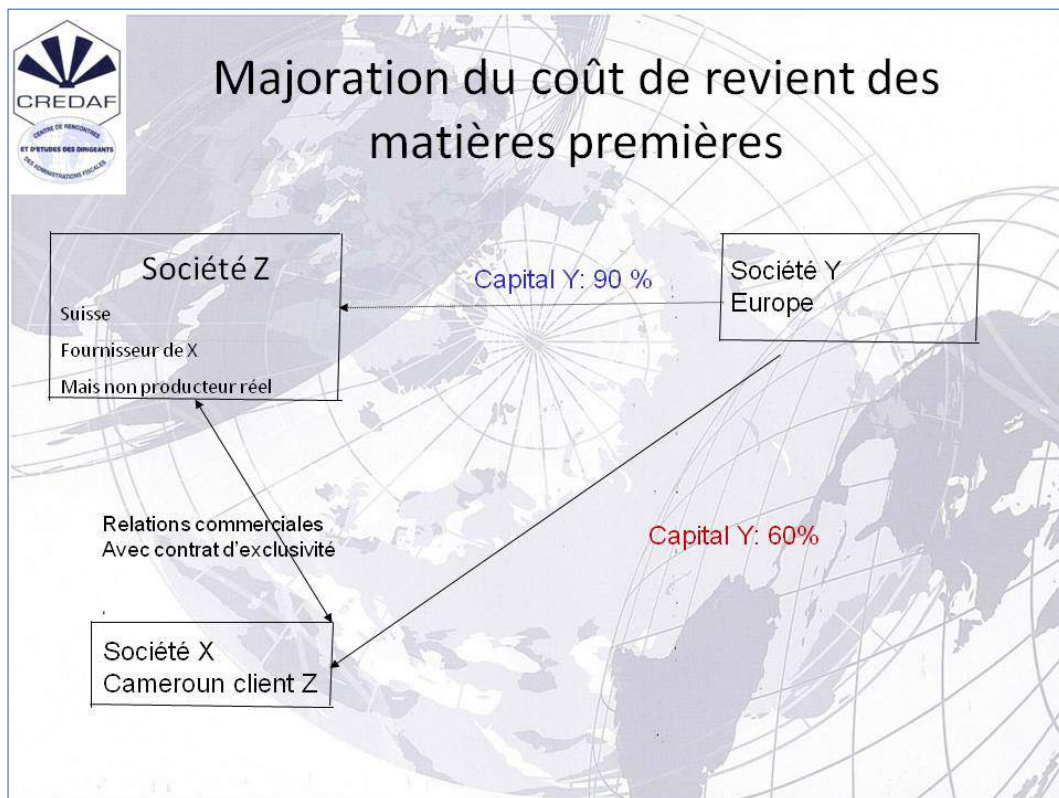 CREDAF
CENTRE DE RENCONTRES
ET D'ETUDES DES DIRIGEANTS
DES ADMINISTRATIONS FISCALES
Majoration du coût de revient des
matières premières
Société Z
Suisse
Fournisseur de X
Mais non producteur réel
Capital Y: 90 %
Société Y
Europe
Relations commerciales
Avec contrat d'exclusivité
Capital Y: 60%
Société X
Cameroun client Z